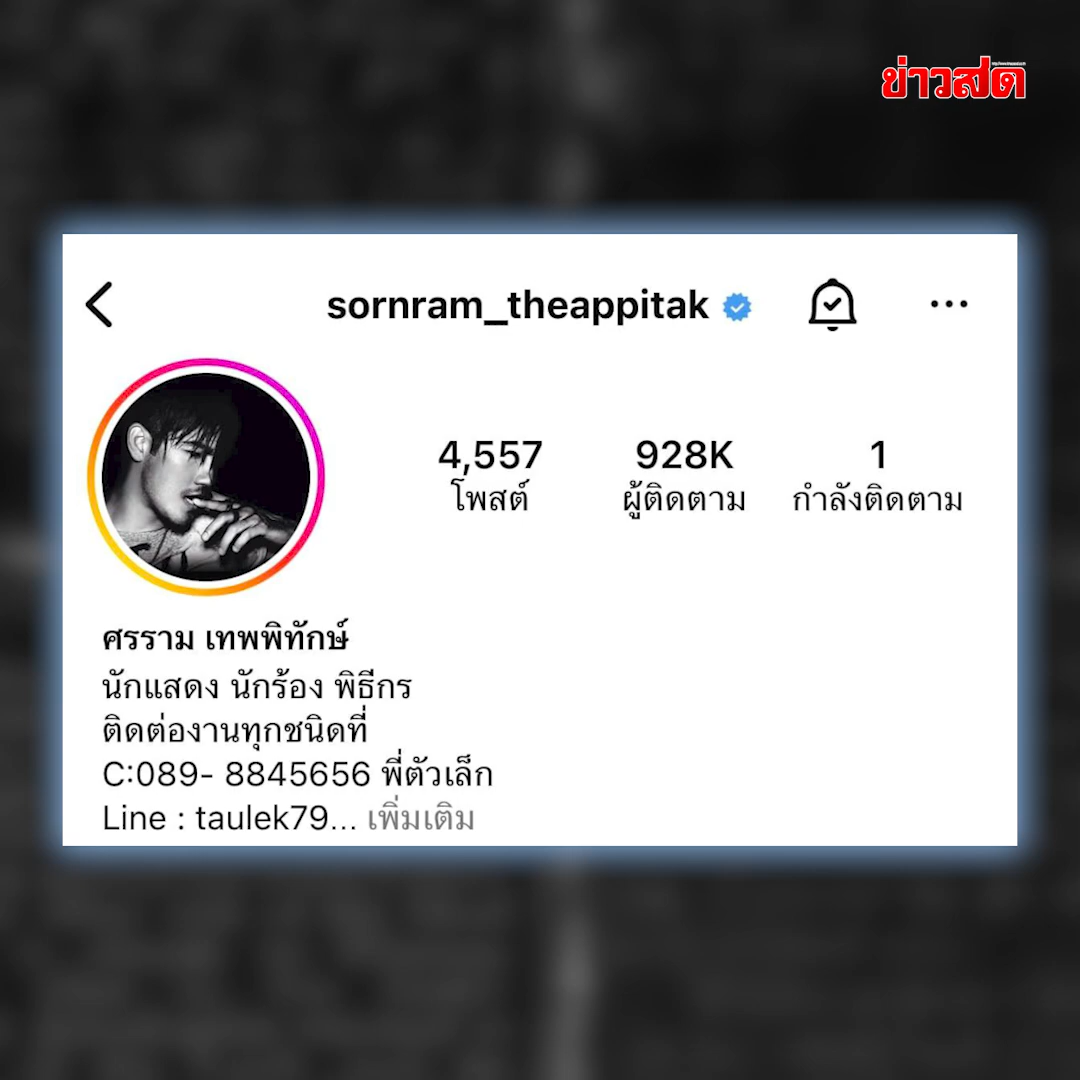 ข่าวสด
sornram_theappitak
4,557 928K 1
โพสต์ ผู้ติดตาม กำลังติดตาม
ศรราม เทพพิทักษ์
นักแสดง นักร้อง พิธีกร
ติดต่องานทุกชนิดที่
C:089- 8845656 พี่ตัวเล็ก
Line : taulek79... เพิ่มเติม